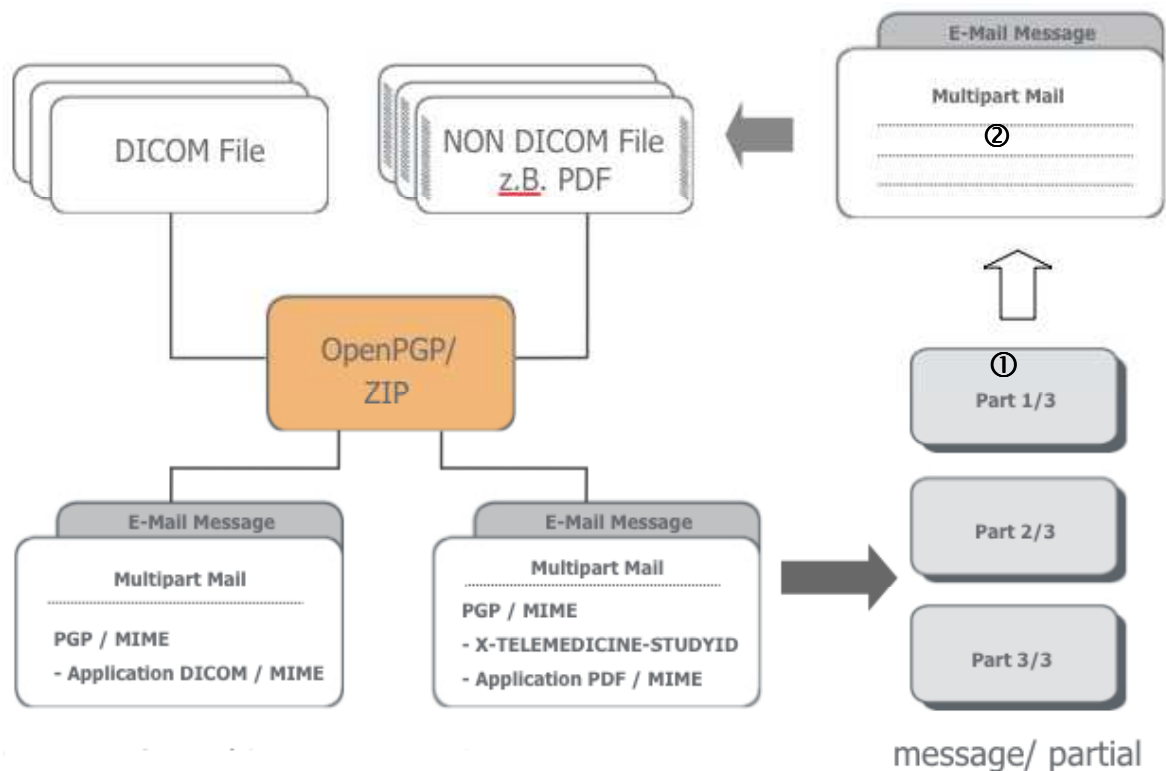 E-Mail Message
Multipart Mail
②
DICOM File
NON DICOM File
z.B. PDF
OpenPGP/
ZIP
①
Part 1/3
Part 2/3
Part 3/3
E-Mail Message
Multipart Mail
PGP / MIME
- Application DICOM / MIME
E-Mail Message
Multipart Mail
PGP / MIME
- X-TELEMEDICINE-STUDYID
- Application PDF / MIME
message/ partial